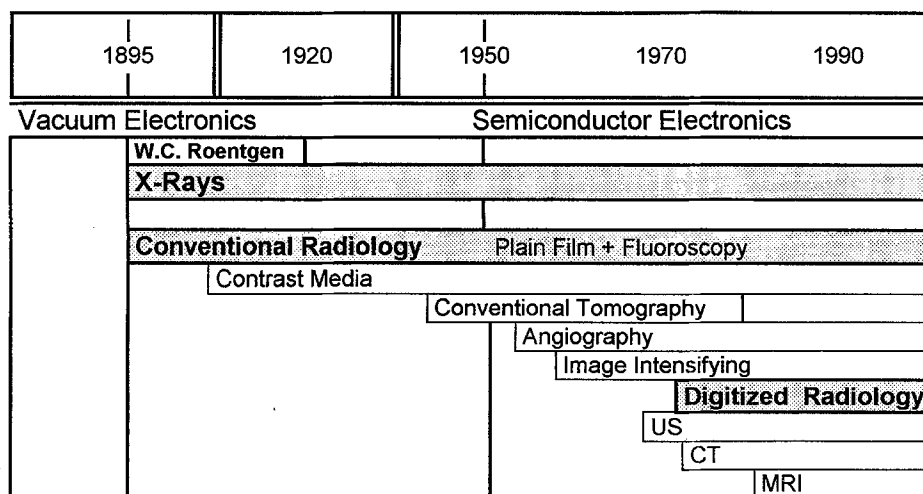 1895 1920 1950 1970 1990
Vacuum Electronics Semiconductor Electronics
W.C. Roentgen
X-Rays
Conventional Radiology Plain Film + Fluoroscopy
Contrast Media
Conventional Tomography
Angiography
Image Intensifying
Digitized Radiology
US
CT
MRI